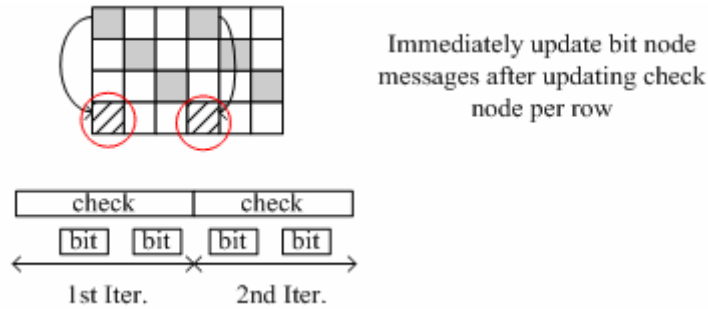 Immediately update bit node
messages after updating check
node per row
check check
bit bit bit bit
1st Iter. 2nd Iter.